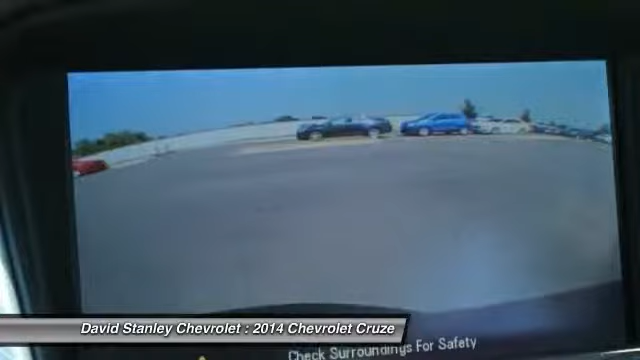 David Stanley Chevrolet : 2014 Chevrolet Cruze
Check Surroundings For Safety